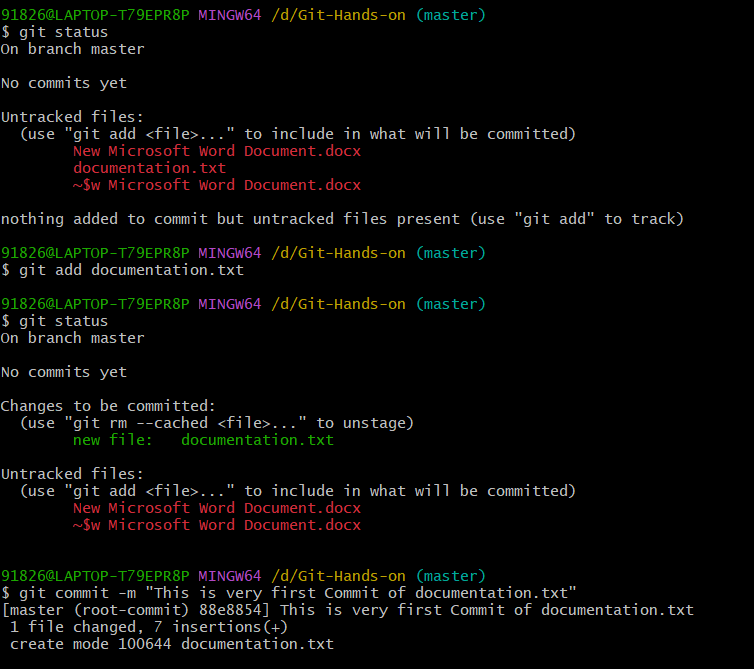 91826@LAPTOP-T79EPR8P MINGW64 /d/Git-Hands-on (master)
$ git status
On branch master
No commits yet
Untracked files:
  (use "git add <file>..." to include in what will be committed)
        New Microsoft Word Document.docx
        documentation.txt
        ~$w Microsoft Word Document.docx
nothing added to commit but untracked files present (use "git add" to track)
91826@LAPTOP-T79EPR8P MINGW64 /d/Git-Hands-on (master)
$ git add documentation.txt
91826@LAPTOP-T79EPR8P MINGW64 /d/Git-Hands-on (master)
$ git status
On branch master
No commits yet
Changes to be committed:
  (use "git rm --cached <file>..." to unstage)
        new file:   documentation.txt
Untracked files:
  (use "git add <file>..." to include in what will be committed)
        New Microsoft Word Document.docx
        ~$w Microsoft Word Document.docx
91826@LAPTOP-T79EPR8P MINGW64 /d/Git-Hands-on (master)
$ git commit -m "This is very first Commit of documentation.txt"
[master (root-commit) 88e8854] This is very first Commit of documentation.txt
 1 file changed, 7 insertions(+)
 create mode 100644 documentation.txt